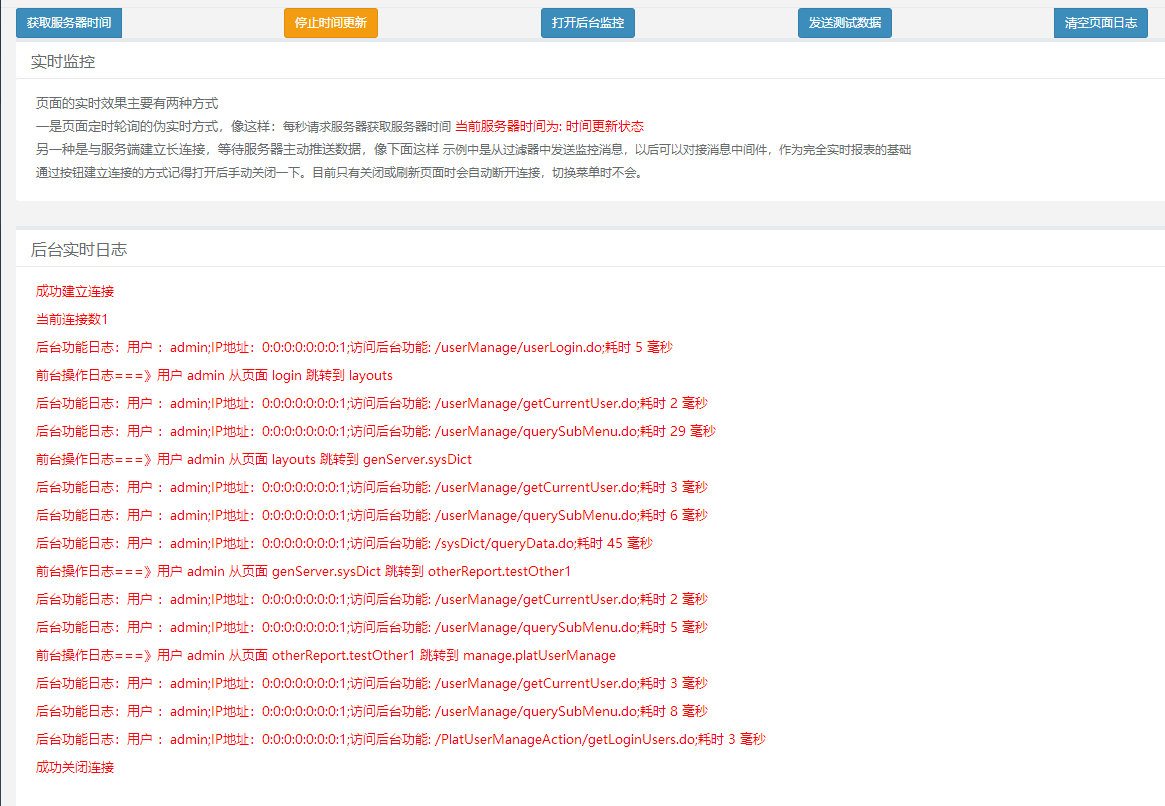 获取服务器时间 停止时间更新 打开后台监控 发送测试数据 清空页面日志
实时监控
页面的实时效果主要有两种方式
一是页面定时轮询的伪实时方式，像这样：每秒请求服务器获取服务器时间 当前服务器时间为: 时间更新状态
另一种是与服务端建立长连接，等待服务器主动推送数据，像下面这样 示例中是从过滤器中发送监控消息，以后可以对接消息中间件，作为完全实时报表的基础
通过按钮建立连接的方式记得打开后手动关闭一下。目前只有关闭或刷新页面时会自动断开连接，切换菜单时不会。
后台实时日志
成功建立连接
当前连接数1
后台功能日志：用户 ：admin;IP地址：0:0:0:0:0:0:0:1;访问后台功能: /userManage/userLogin.do;耗时 5 毫秒
前台操作日志===》用户 admin 从页面 login 跳转到 layouts
后台功能日志：用户 ：admin;IP地址：0:0:0:0:0:0:0:1;访问后台功能: /userManage/getCurrentUser.do;耗时 2 毫秒
后台功能日志：用户 ：admin;IP地址：0:0:0:0:0:0:0:1;访问后台功能: /userManage/querySubMenu.do;耗时 29 毫秒
前台操作日志===》用户 admin 从页面 layouts 跳转到 genServer.sysDict
后台功能日志：用户 ：admin;IP地址：0:0:0:0:0:0:0:1;访问后台功能: /userManage/getCurrentUser.do;耗时 3 毫秒
后台功能日志：用户 ：admin;IP地址：0:0:0:0:0:0:0:1;访问后台功能: /userManage/querySubMenu.do;耗时 6 毫秒
后台功能日志：用户 ：admin;IP地址：0:0:0:0:0:0:0:1;访问后台功能: /sysDict/queryData.do;耗时 45 毫秒
前台操作日志===》用户 admin 从页面 genServer.sysDict 跳转到 otherReport.testOther1
后台功能日志：用户 ：admin;IP地址：0:0:0:0:0:0:0:1;访问后台功能: /userManage/getCurrentUser.do;耗时 2 毫秒
后台功能日志：用户 ：admin;IP地址：0:0:0:0:0:0:0:1;访问后台功能: /userManage/querySubMenu.do;耗时 5 毫秒
前台操作日志===》用户 admin 从页面 otherReport.testOther1 跳转到 manage.platUserManage
后台功能日志：用户 ：admin;IP地址：0:0:0:0:0:0:0:1;访问后台功能: /userManage/getCurrentUser.do;耗时 3 毫秒
后台功能日志：用户 ：admin;IP地址：0:0:0:0:0:0:0:1;访问后台功能: /userManage/querySubMenu.do;耗时 8 毫秒
后台功能日志：用户 ：admin;IP地址：0:0:0:0:0:0:0:1;访问后台功能: /PlatUserManageAction/getLoginUsers.do;耗时 3 毫秒
成功关闭连接